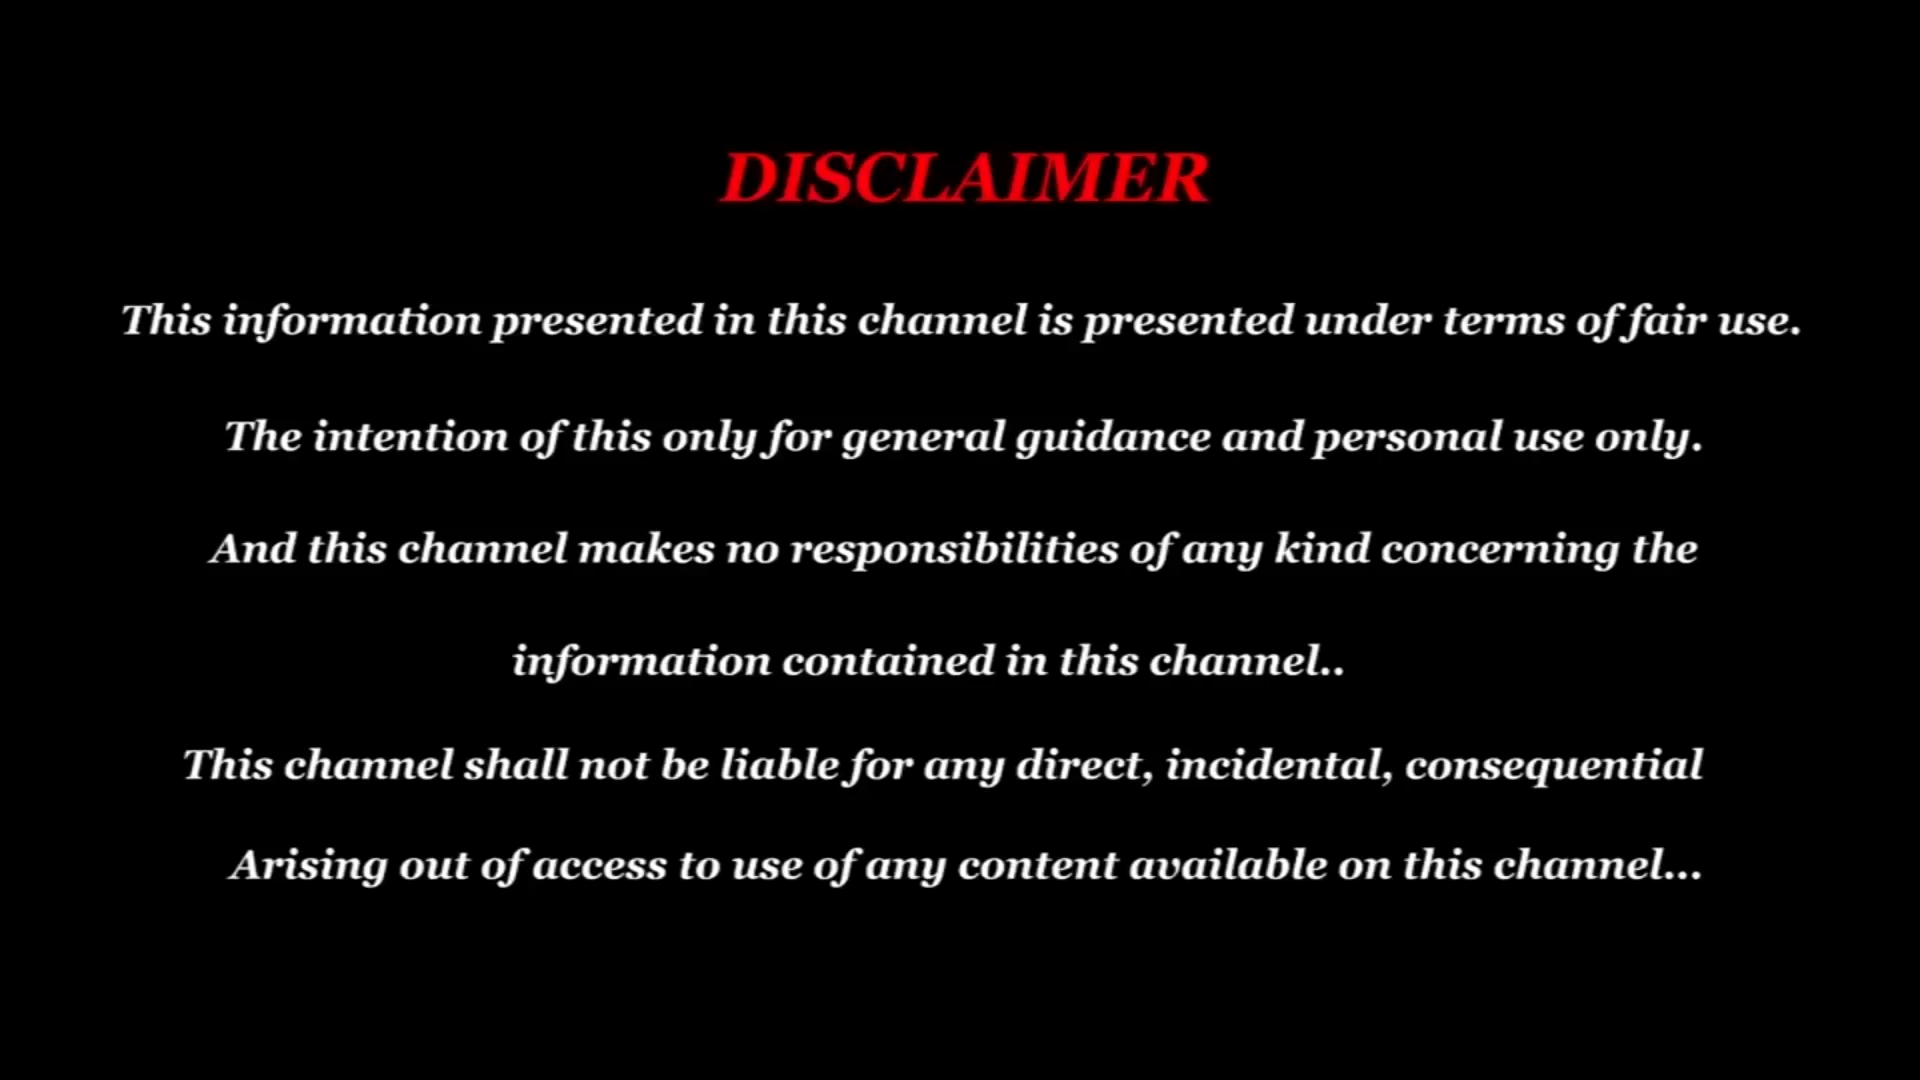 DISCLAIMER
This information presented in this channel is presented under terms of fair use.
The intention of this only for general guidance and personal use only.
And this channel makes no responsibilities of any kind concerning the
information contained in this channel..
This channel shall not be liable for any direct, incidental, consequential
Arising out of access to use of any content available on this channel...